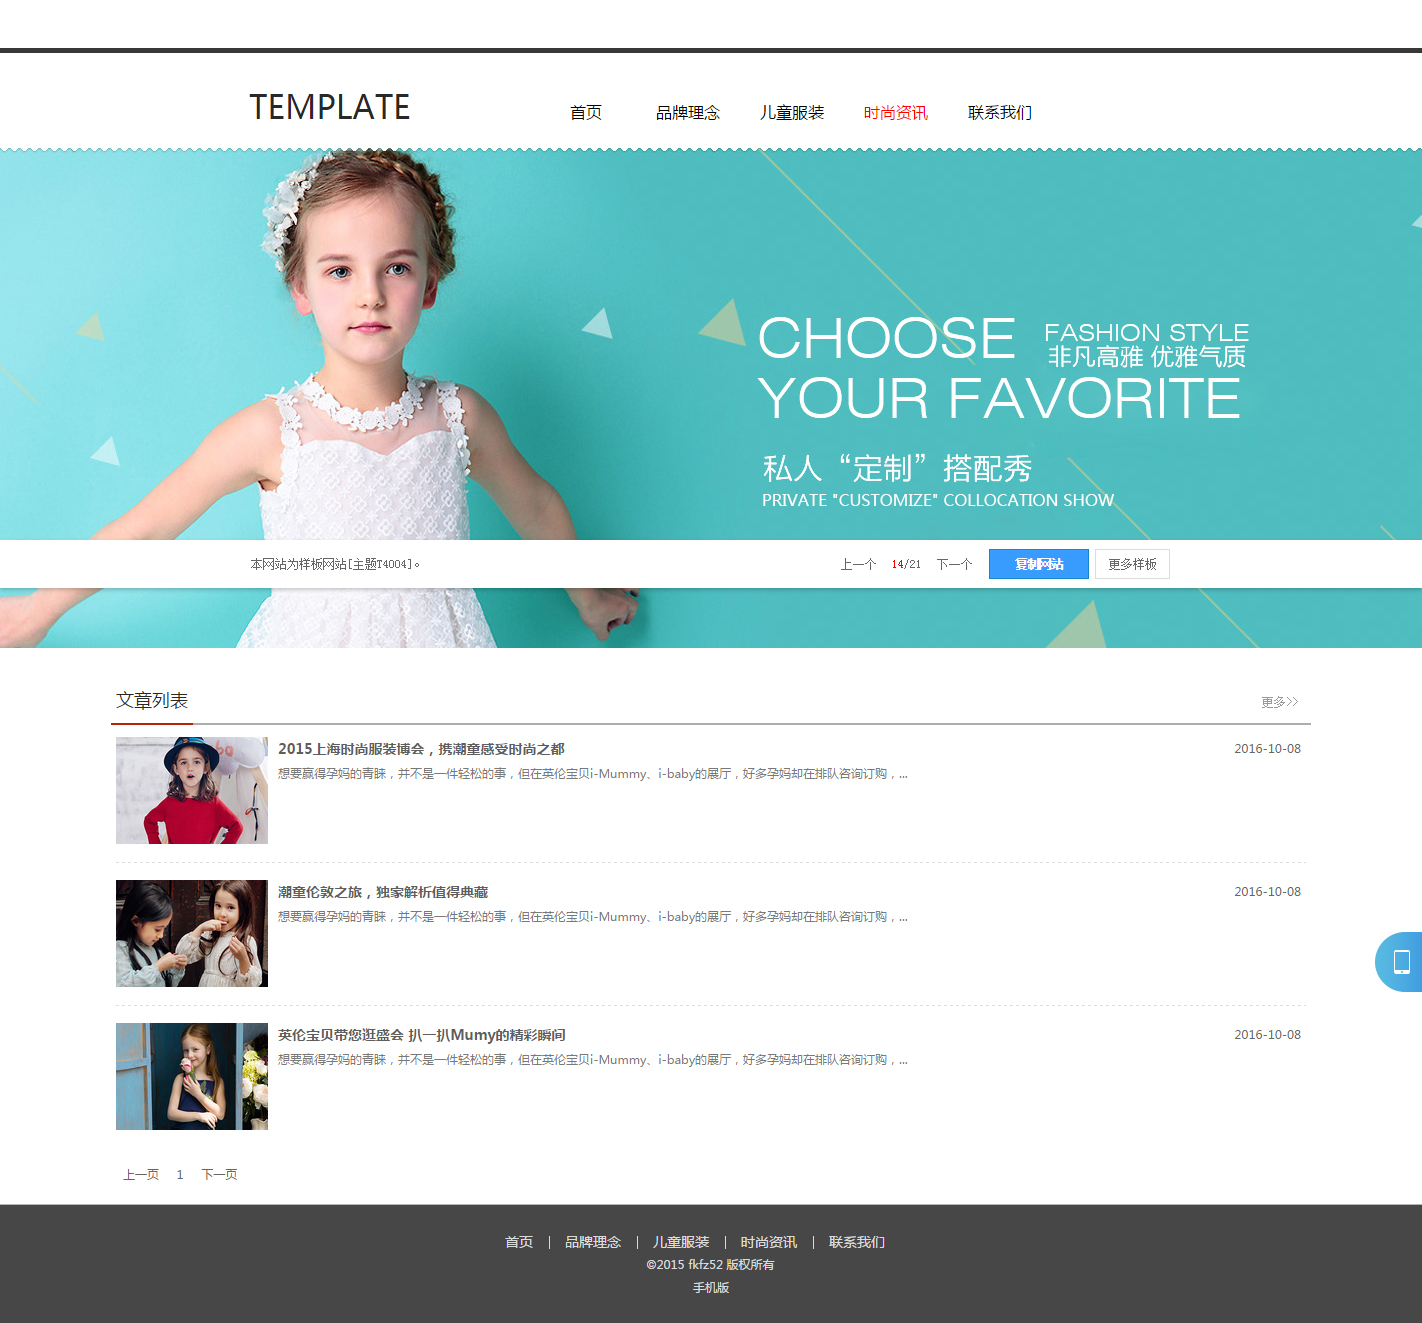 TEMPLATE
首页 品牌理念 儿童服装 时尚资讯 联系我们
CHOOSE FASHION STYLE
非凡高雅 优雅气质
YOUR FAVORITE
私人“定制”搭配秀
PRIVATE "CUSTOMIZE" COLLOCATION SHOW
本网站为样板网站[主题T4004]。 上一个 14/21 下一个 复制网站 更多样板
文章列表 更多>>
2015上海时尚服装博会，携潮童感受时尚之都 2016-10-08
想要赢得孕妈的青睐，并不是一件轻松的事，但在英伦宝贝i-Mummy、i-baby的展厅，好多孕妈却在排队咨询订购，...
潮童伦敦之旅，独家解析值得典藏 2016-10-08
想要赢得孕妈的青睐，并不是一件轻松的事，但在英伦宝贝i-Mummy、i-baby的展厅，好多孕妈却在排队咨询订购，...
英伦宝贝带您逛盛会 扒一扒Mumy的精彩瞬间 2016-10-08
想要赢得孕妈的青睐，并不是一件轻松的事，但在英伦宝贝i-Mummy、i-baby的展厅，好多孕妈却在排队咨询订购，...
上一页 1 下一页
首页 | 品牌理念 | 儿童服装 | 时尚资讯 | 联系我们
©2015 fkfz52 版权所有
手机版